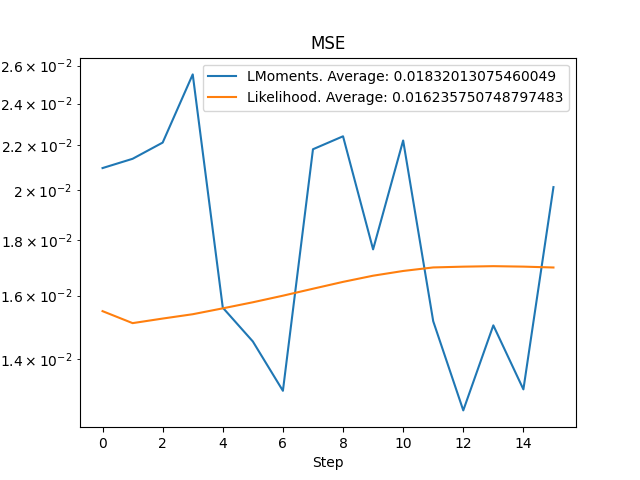 MSE
LMoments. Average: 0.01832013075460049
Likelihood. Average: 0.016235750748797483
2.6 × 10⁻²
2.4 × 10⁻²
2.2 × 10⁻²
2 × 10⁻²
1.8 × 10⁻²
1.6 × 10⁻²
1.4 × 10⁻²
0 2 4 6 8 10 12 14
Step